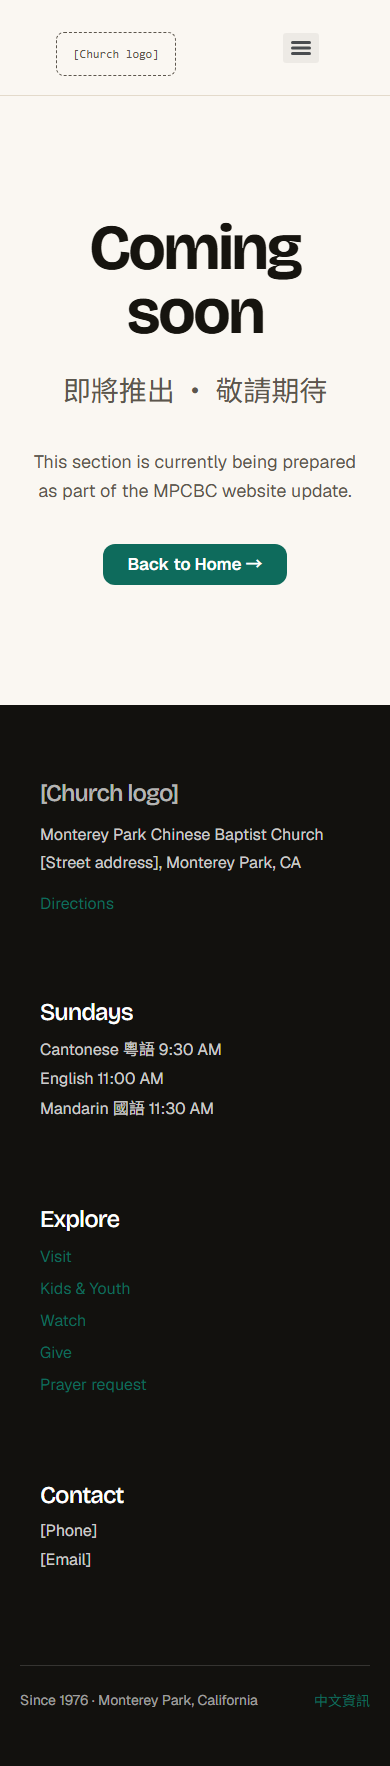 [Church logo]
Coming
soon
即將推出 · 敬請期待
This section is currently being prepared
as part of the MPCBC website update.
Back to Home →
[Church logo]
Monterey Park Chinese Baptist Church
[Street address], Monterey Park, CA
Directions
Sundays
Cantonese 粵語 9:30 AM
English 11:00 AM
Mandarin 國語 11:30 AM
Explore
Visit
Kids & Youth
Watch
Give
Prayer request
Contact
[Phone]
[Email]
Since 1976 · Monterey Park, California 中文資訊